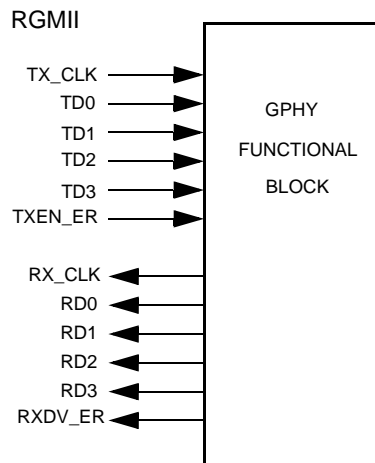 RGMII
TX_CLK
TD0
TD1
TD2
TD3
TXEN_ER
RX_CLK
RD0
RD1
RD2
RD3
RXDV_ER
GPHY
FUNCTIONAL
BLOCK